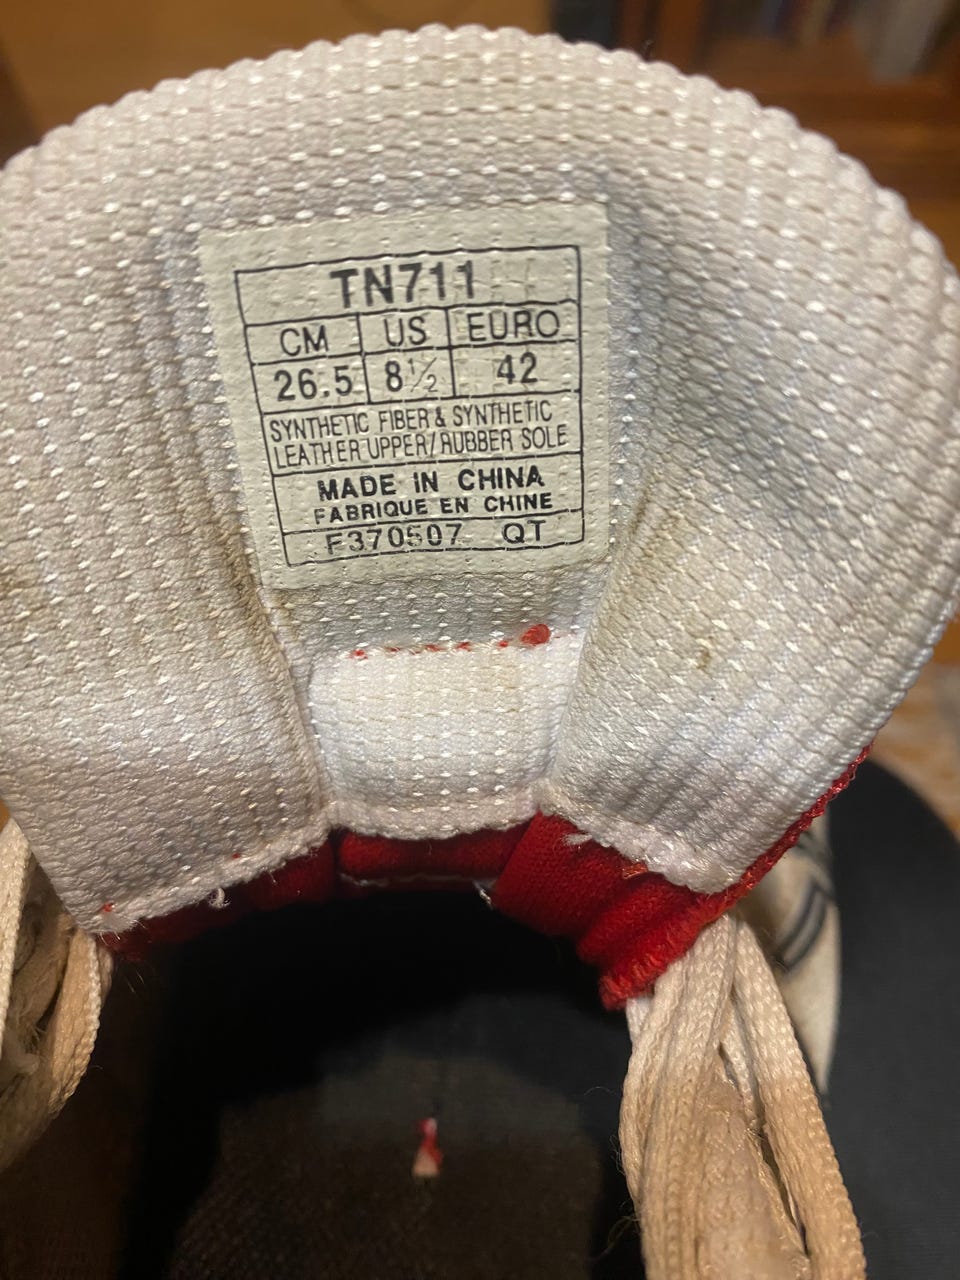 TN711
CM US EURO
26.5 8½ 42
SYNTHETIC FIBER & SYNTHETIC
LEATHER UPPER/RUBBER SOLE
MADE IN CHINA
FABRIQUE EN CHINE
F370507 QT